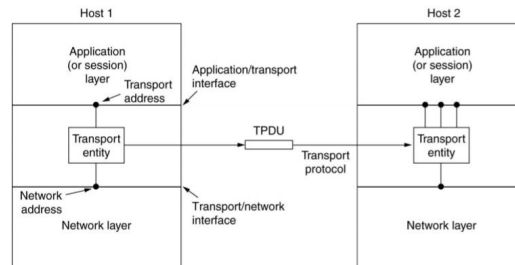 Host 1
Host 2
Application
(or session)
layer
Transport
address
Application/transport
interface
Application
(or session)
layer
Transport
entity
TPDU
Transport
protocol
Transport
entity
Network
address
Transport/network
interface
Network layer
Network layer